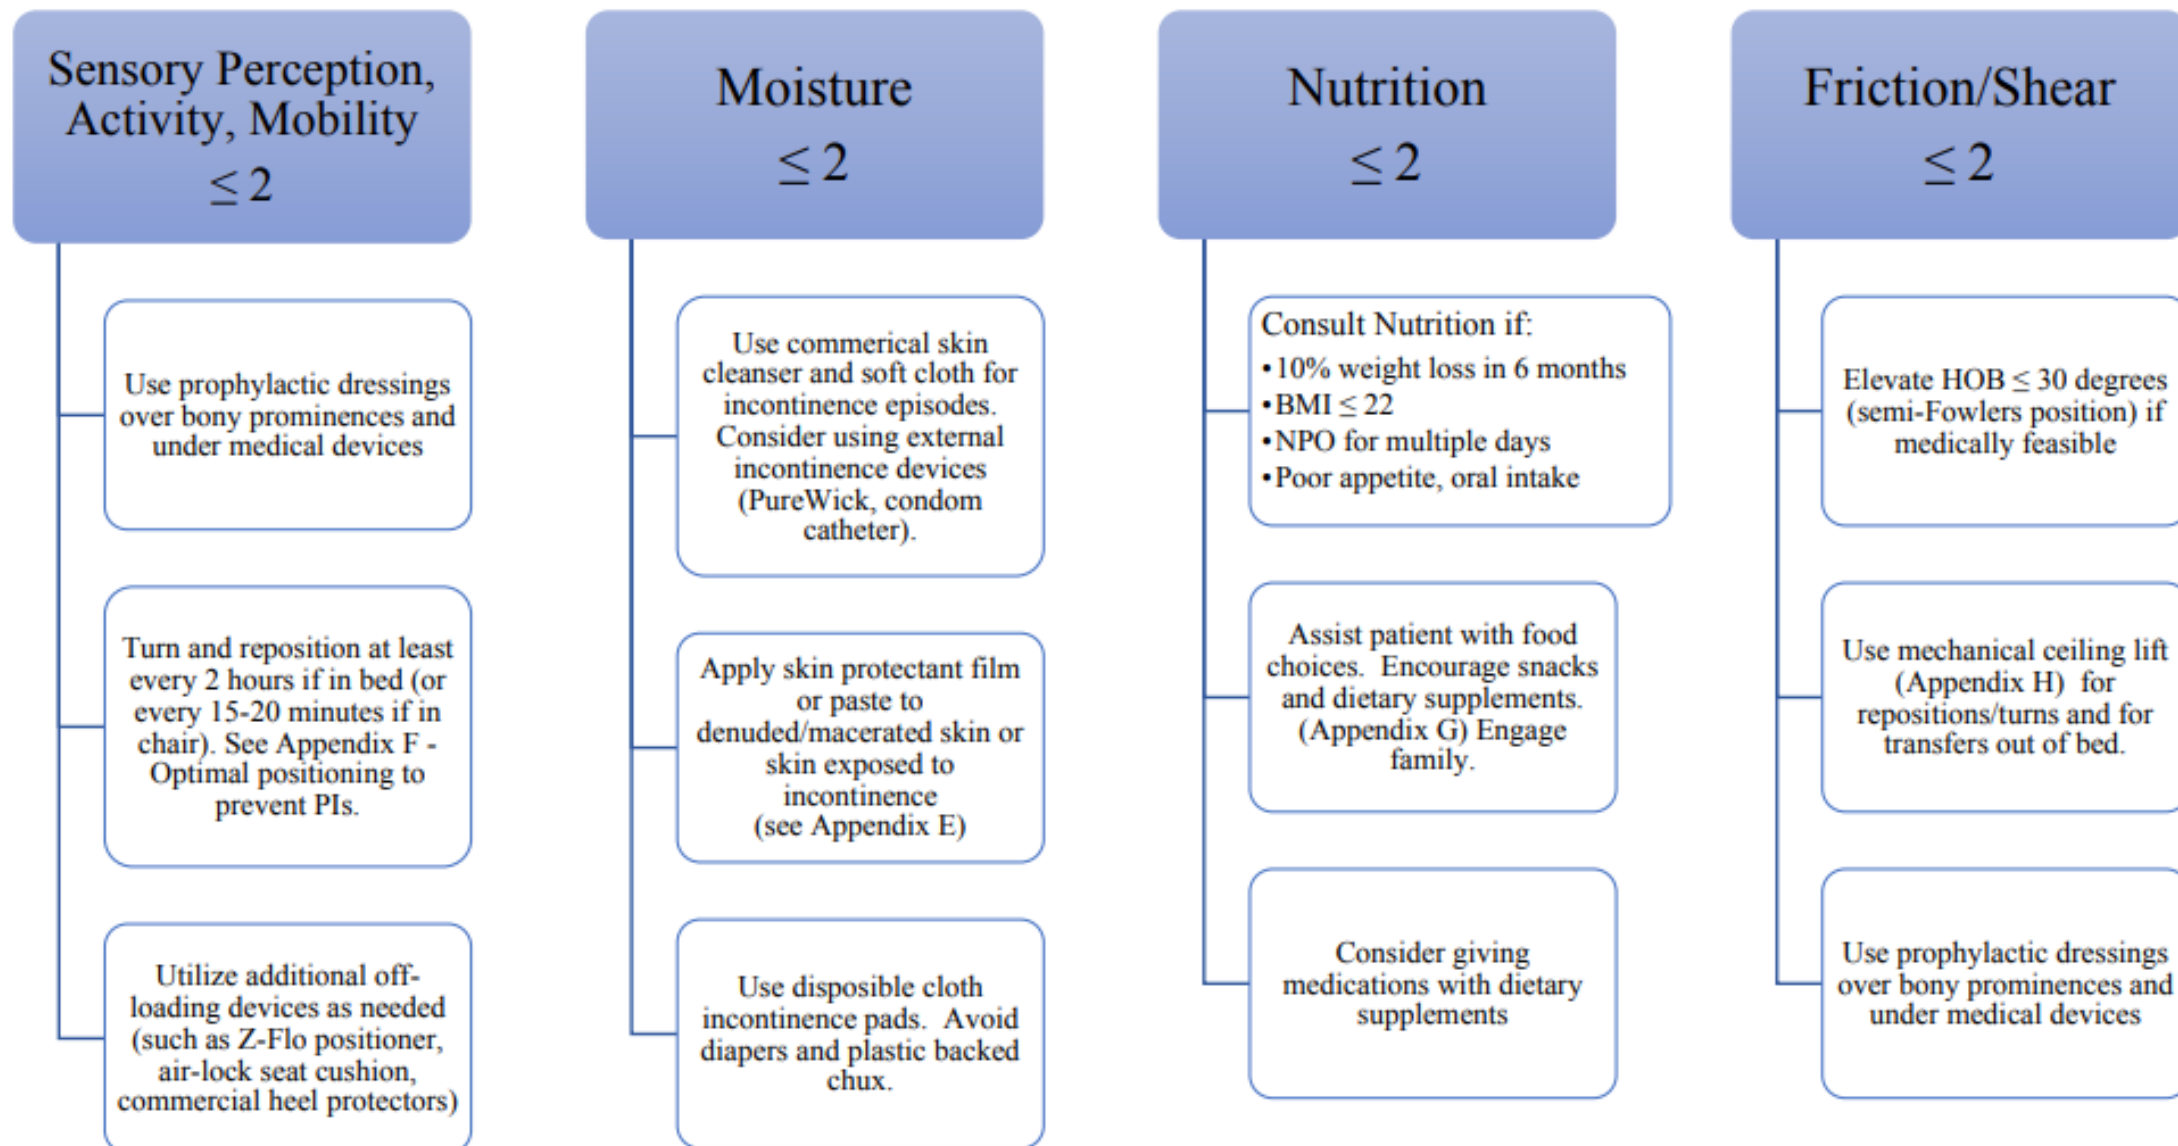 Sensory Perception,
Activity, Mobility
≤ 2
Use prophylactic dressings
over bony prominences and
under medical devices
Turn and reposition at least
every 2 hours if in bed (or
every 15-20 minutes if in
chair). See Appendix F -
Optimal positioning to
prevent PIs.
Utilize additional off-
loading devices as needed
(such as Z-Flo positioner,
air-lock seat cushion,
commercial heel protectors)
Moisture
≤ 2
Use commerical skin
cleanser and soft cloth for
incontinence episodes.
Consider using external
incontinence devices
(PureWick, condom
catheter).
Apply skin protectant film
or paste to
denuded/macerated skin or
skin exposed to
incontinence
(see Appendix E)
Use disposible cloth
incontinence pads.  Avoid
diapers and plastic backed
chux.
Nutrition
≤ 2
Consult Nutrition if:
•10% weight loss in 6 months
•BMI ≤ 22
•NPO for multiple days
•Poor appetite, oral intake
Assist patient with food
choices.  Encourage snacks
and dietary supplements.
(Appendix G) Engage
family.
Consider giving
medications with dietary
supplements
Friction/Shear
≤ 2
Elevate HOB ≤ 30 degrees
(semi-Fowlers position) if
medically feasible
Use mechanical ceiling lift
(Appendix H)  for
repositions/turns and for
transfers out of bed.
Use prophylactic dressings
over bony prominences and
under medical devices